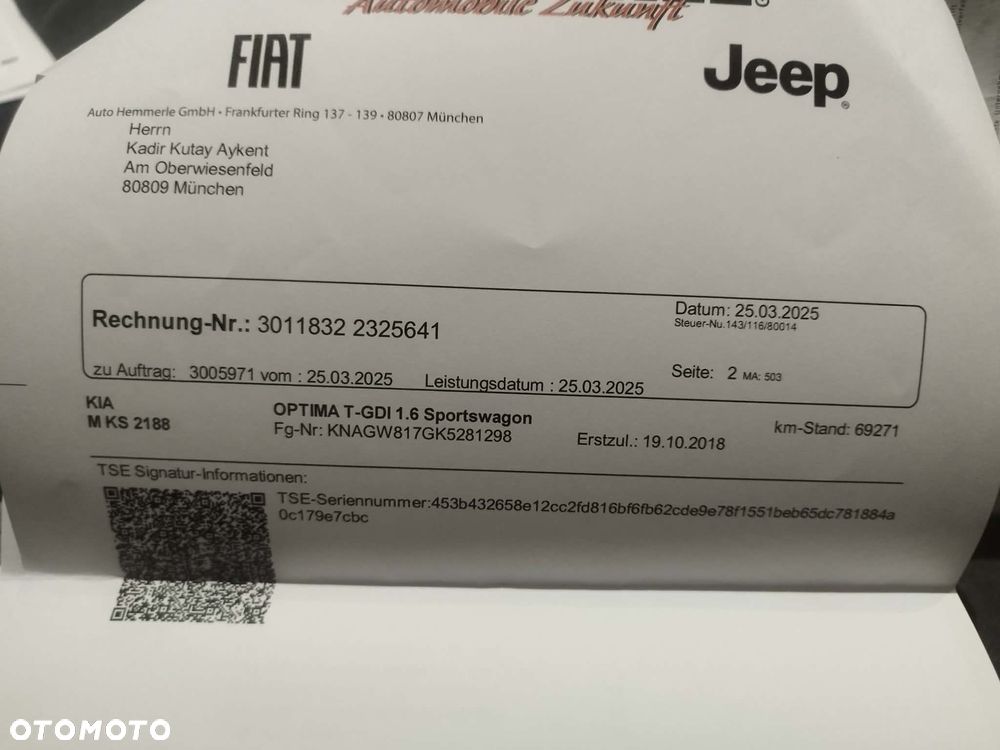 Automobile Zukunft
FIAT
Jeep®
Auto Hemmerle GmbH • Frankfurter Ring 137 - 139 • 80807 München
Herrn
Kadir Kutay Aykent
Am Oberwiesenfeld
80809 München
Rechnung-Nr.: 3011832 2325641
Datum: 25.03.2025
Steuer-Nu.143/116/80014
zu Auftrag: 3005971 vom : 25.03.2025 Leistungsdatum : 25.03.2025
Seite: 2 MA: 503
KIA
OPTIMA T-GDI 1.6 Sportswagon
M KS 2188
Fg-Nr: KNAGW817GK5281298
Erstzul.: 19.10.2018
km-Stand: 69271
TSE Signatur-Informationen:
TSE-Seriennummer:453b432658e12cc2fd816bf6fb62cde9e78f1551beb65dc781884a
0c179e7cbc
OTOMOTO